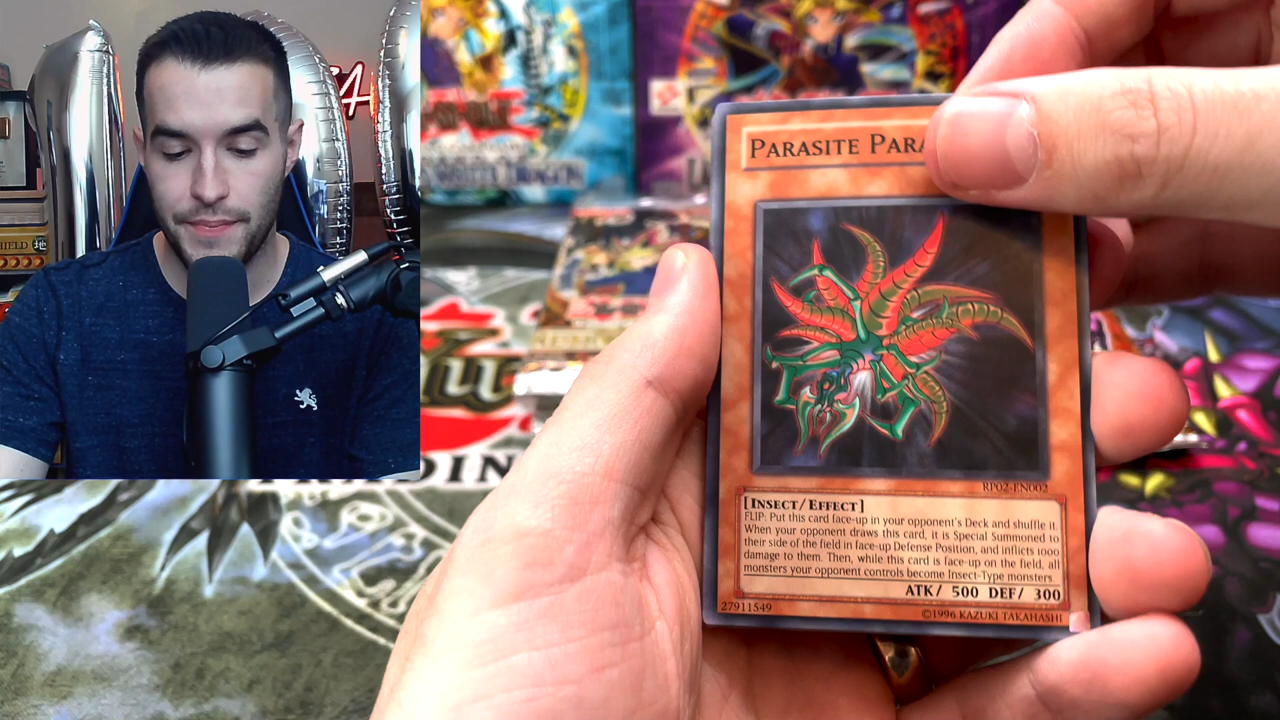 SHIELD 地
PARASITE PARA
RP02-EN002
[INSECT/EFFECT]
FLIP: Put this card face-up in your opponent's Deck and shuffle it.
When your opponent draws this card, it is Special Summoned to
their side of the field in face-up Defense Position, and inflicts 1000
damage to them. Then, while this card is face-up on the field, all
monsters your opponent controls become Insect-Type monsters.
ATK/ 500 DEF/ 300
27911549
©1996 KAZUKI TAKAHASHI